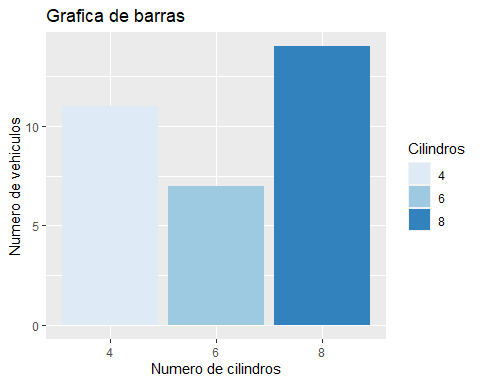 Grafica de barras
Numero de vehiculos
10
5
0
4
6
8
Numero de cilindros
Cilindros
4
6
8